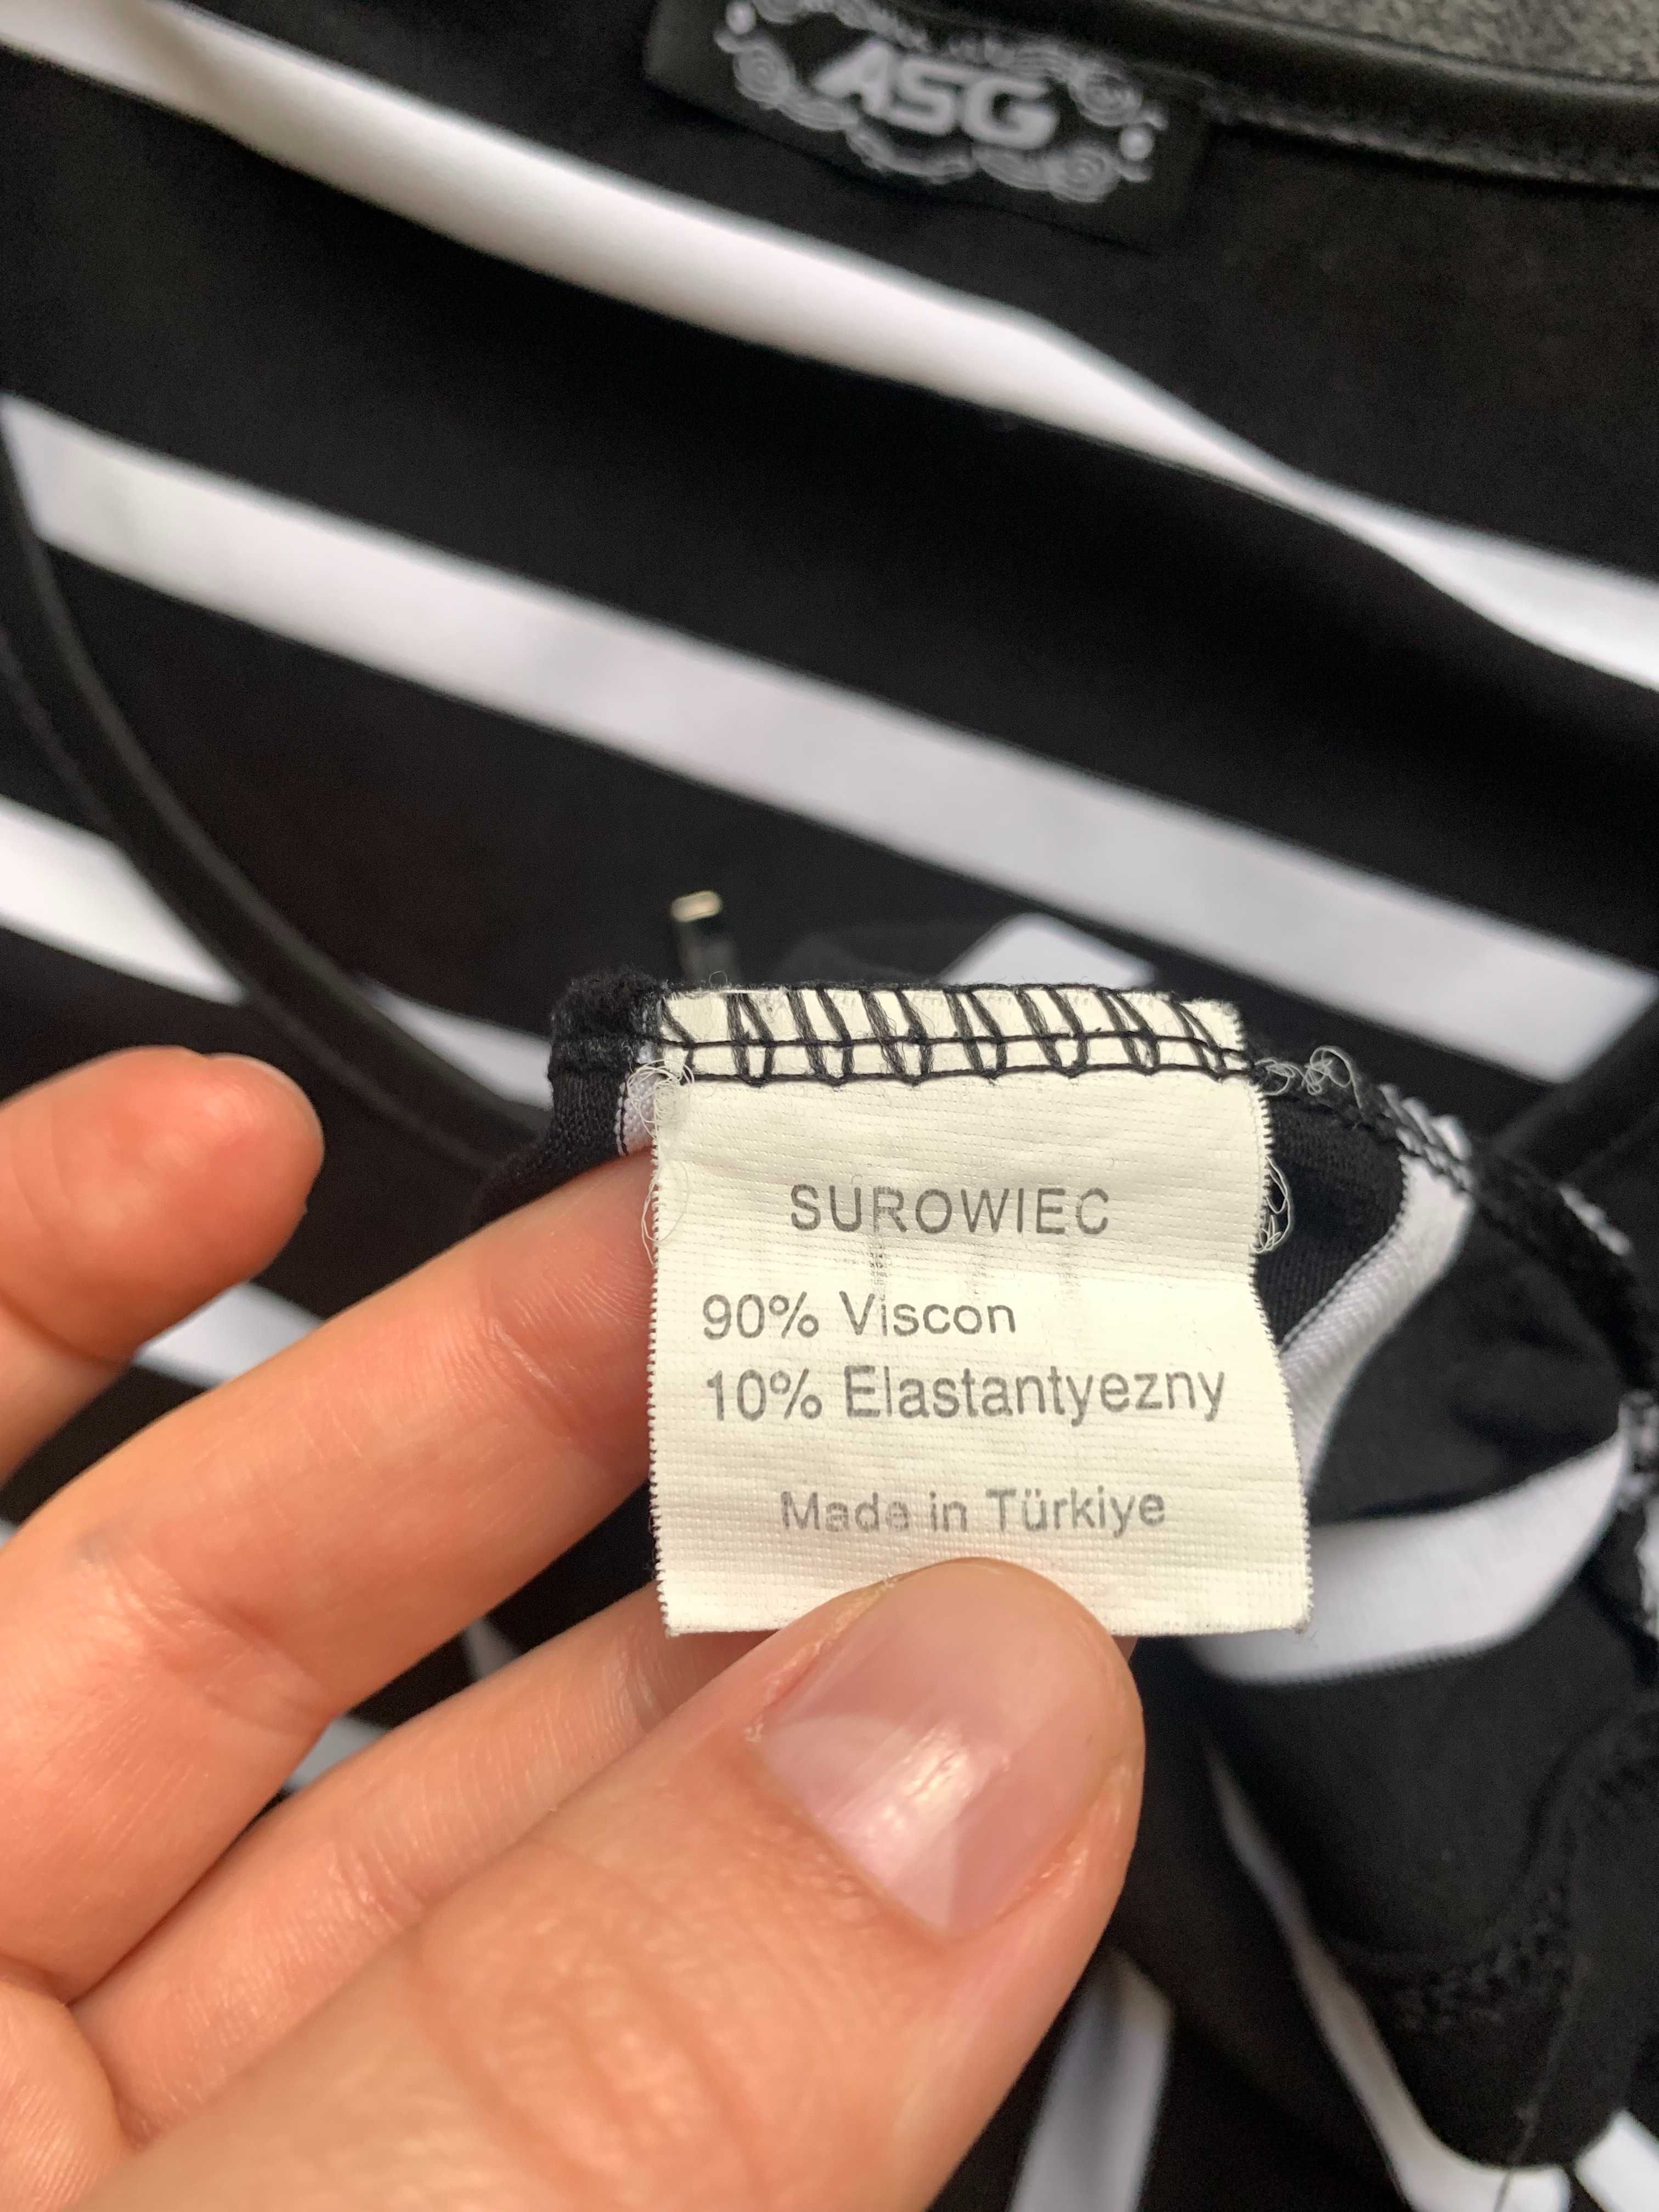 ASG
SUROWIEC
90% Viscon
10% Elastantyezny
Made in Türkiye